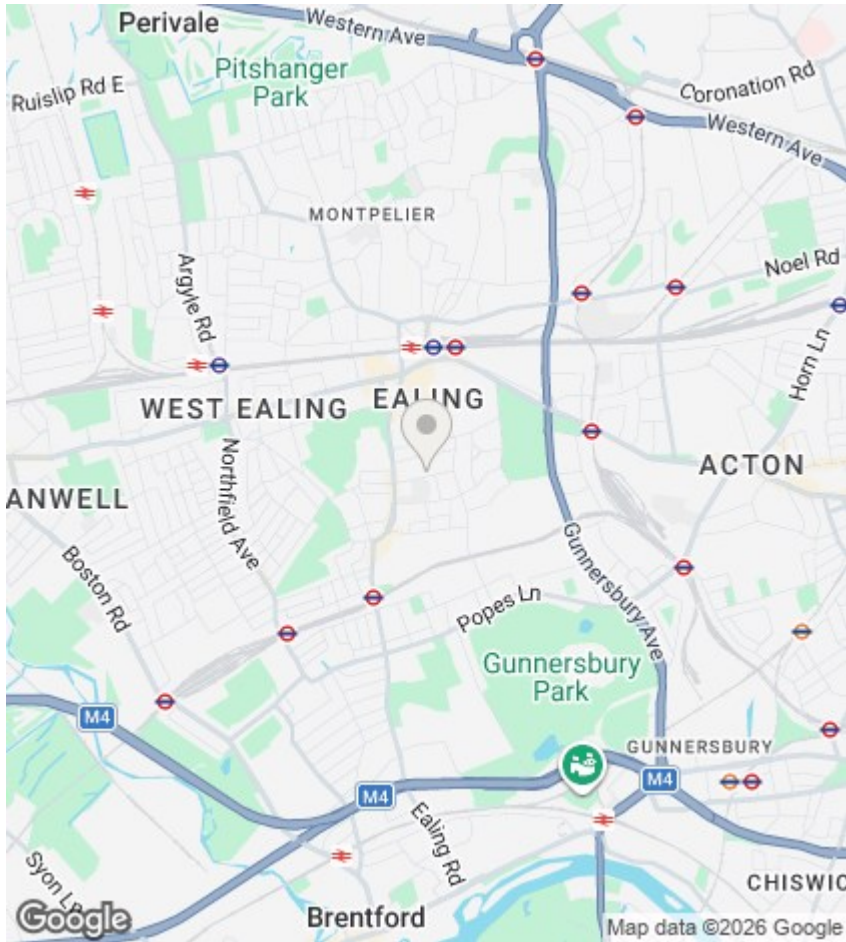 Perivale
Western Ave
Pitshanger
Park
Ruislip Rd E
Coronation Rd
Western Ave
MONTPELIER
Argyle Rd
Noel Rd
Horn Ln
WEST EALING
EALING
ACTON
ANWELL
Northfield Ave
Boston Rd
Gunnersbury Ave
Popes Ln
Gunnersbury
Park
M4
GUNNERSBURY
M4
M4
Ealing Rd
Syon Ln
CHISWIC
Brentford
Google
Map data ©2026 Google